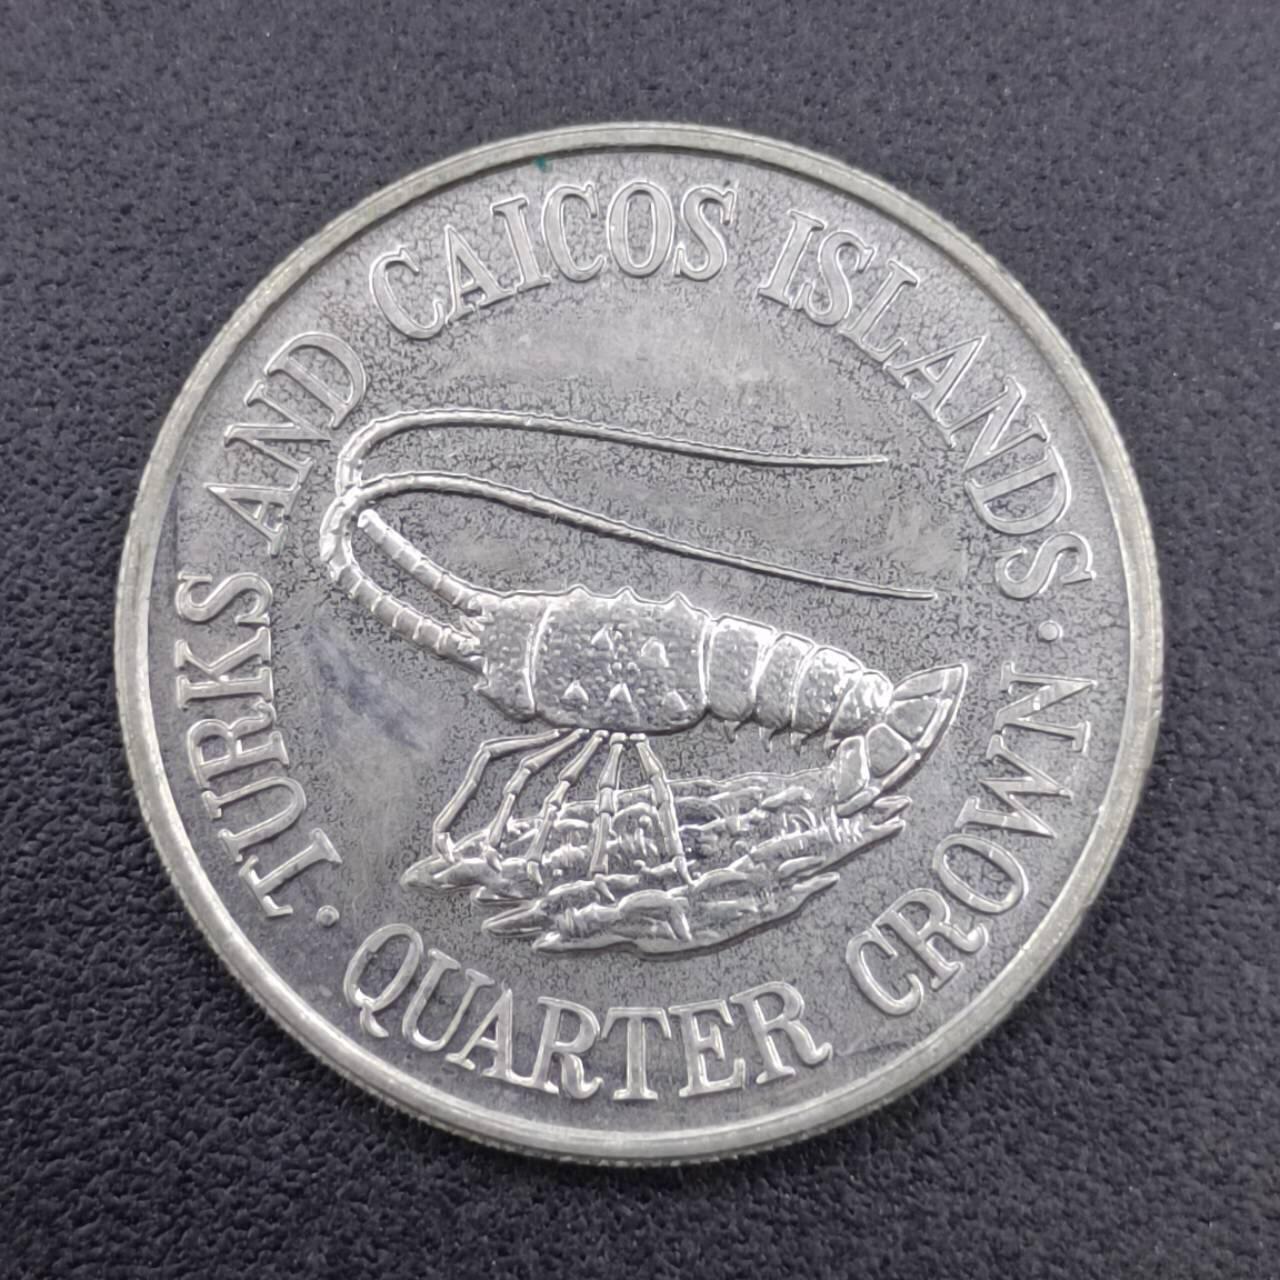 · TURKS AND CAICOS ISLANDS ·
QUARTER CROWN